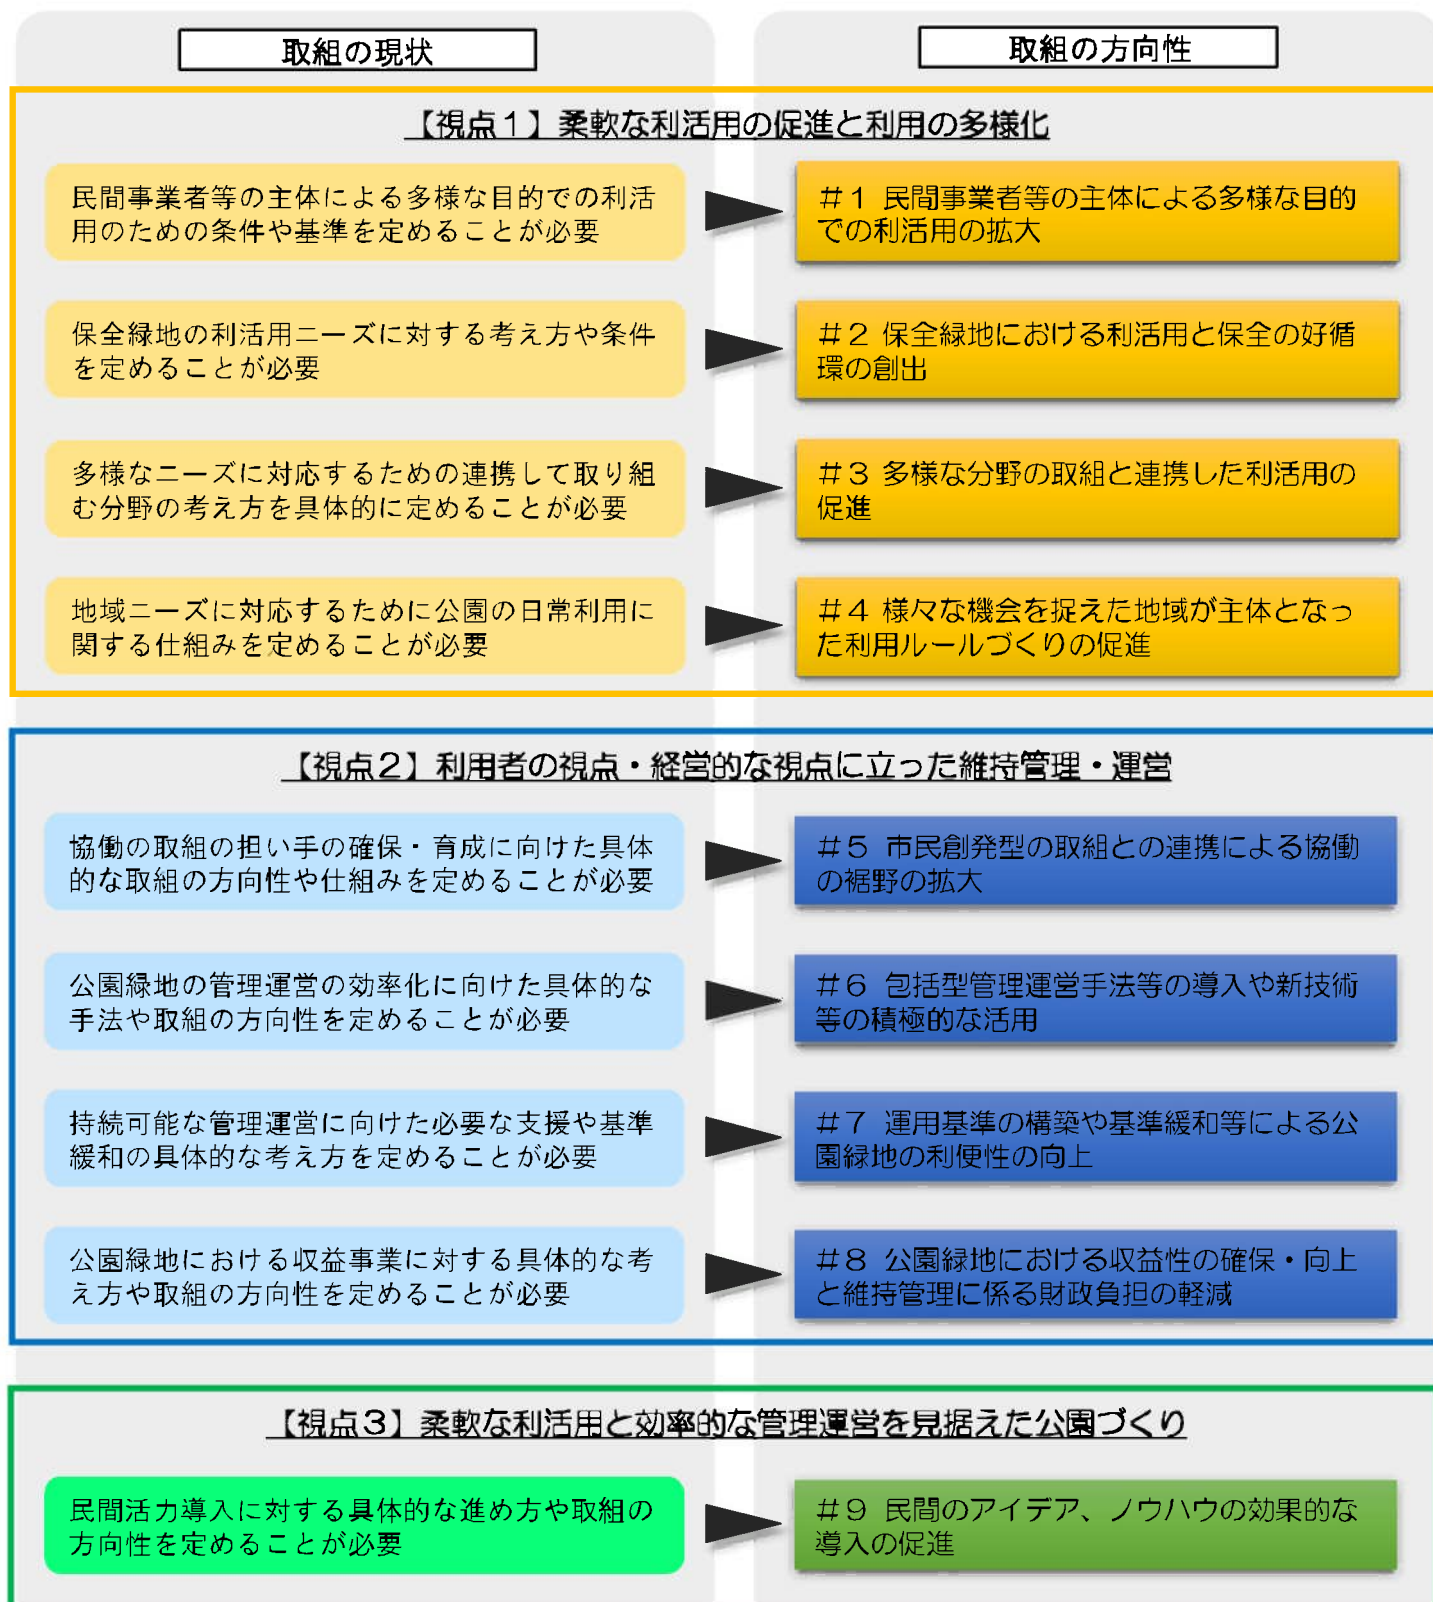 取組の現状
取組の方向性
【視点１】柔軟な利活用の促進と利用の多様化
民間事業者等の主体による多様な目的での利活
用のための条件や基準を定めることが必要
＃１ 民間事業者等の主体による多様な目的
での利活用の拡大
保全緑地の利活用ニーズに対する考え方や条件
を定めることが必要
＃２ 保全緑地における利活用と保全の好循
環の創出
多様なニーズに対応するための連携して取り組
む分野の考え方を具体的に定めることが必要
＃３ 多様な分野の取組と連携した利活用の
促進
地域ニーズに対応するために公園の日常利用に
関する仕組みを定めることが必要
＃４ 様々な機会を捉えた地域が主体となっ
た利用ルールづくりの促進
【視点２】利用者の視点・経営的な視点に立った維持管理・運営
協働の取組の担い手の確保・育成に向けた具体
的な取組の方向性や仕組みを定めることが必要
＃５ 市民創発型の取組との連携による協働
の裾野の拡大
公園緑地の管理運営の効率化に向けた具体的な
手法や取組の方向性を定めることが必要
＃６ 包括型管理運営手法等の導入や新技術
等の積極的な活用
持続可能な管理運営に向けた必要な支援や基準
緩和の具体的な考え方を定めることが必要
＃７ 運用基準の構築や基準緩和等による公
園緑地の利便性の向上
公園緑地における収益事業に対する具体的な考
え方や取組の方向性を定めることが必要
＃８ 公園緑地における収益性の確保・向上
と維持管理に係る財政負担の軽減
【視点３】柔軟な利活用と効率的な管理運営を見据えた公園づくり
民間活力導入に対する具体的な進め方や取組の
方向性を定めることが必要
＃９ 民間のアイデア、ノウハウの効果的な
導入の促進